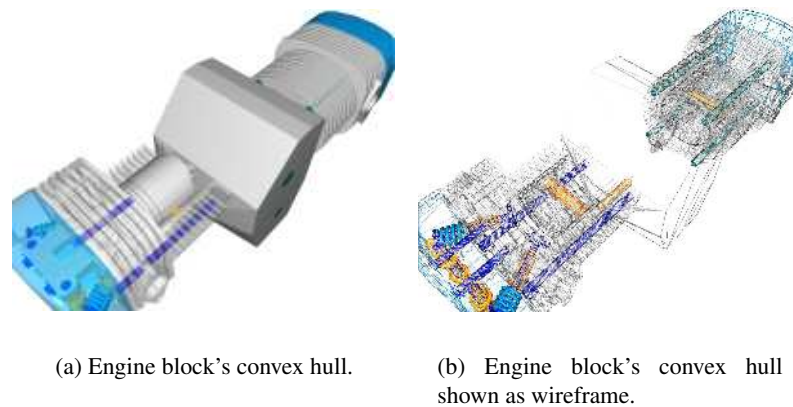 (a) Engine block's convex hull.
(b) Engine block's convex hull
shown as wireframe.